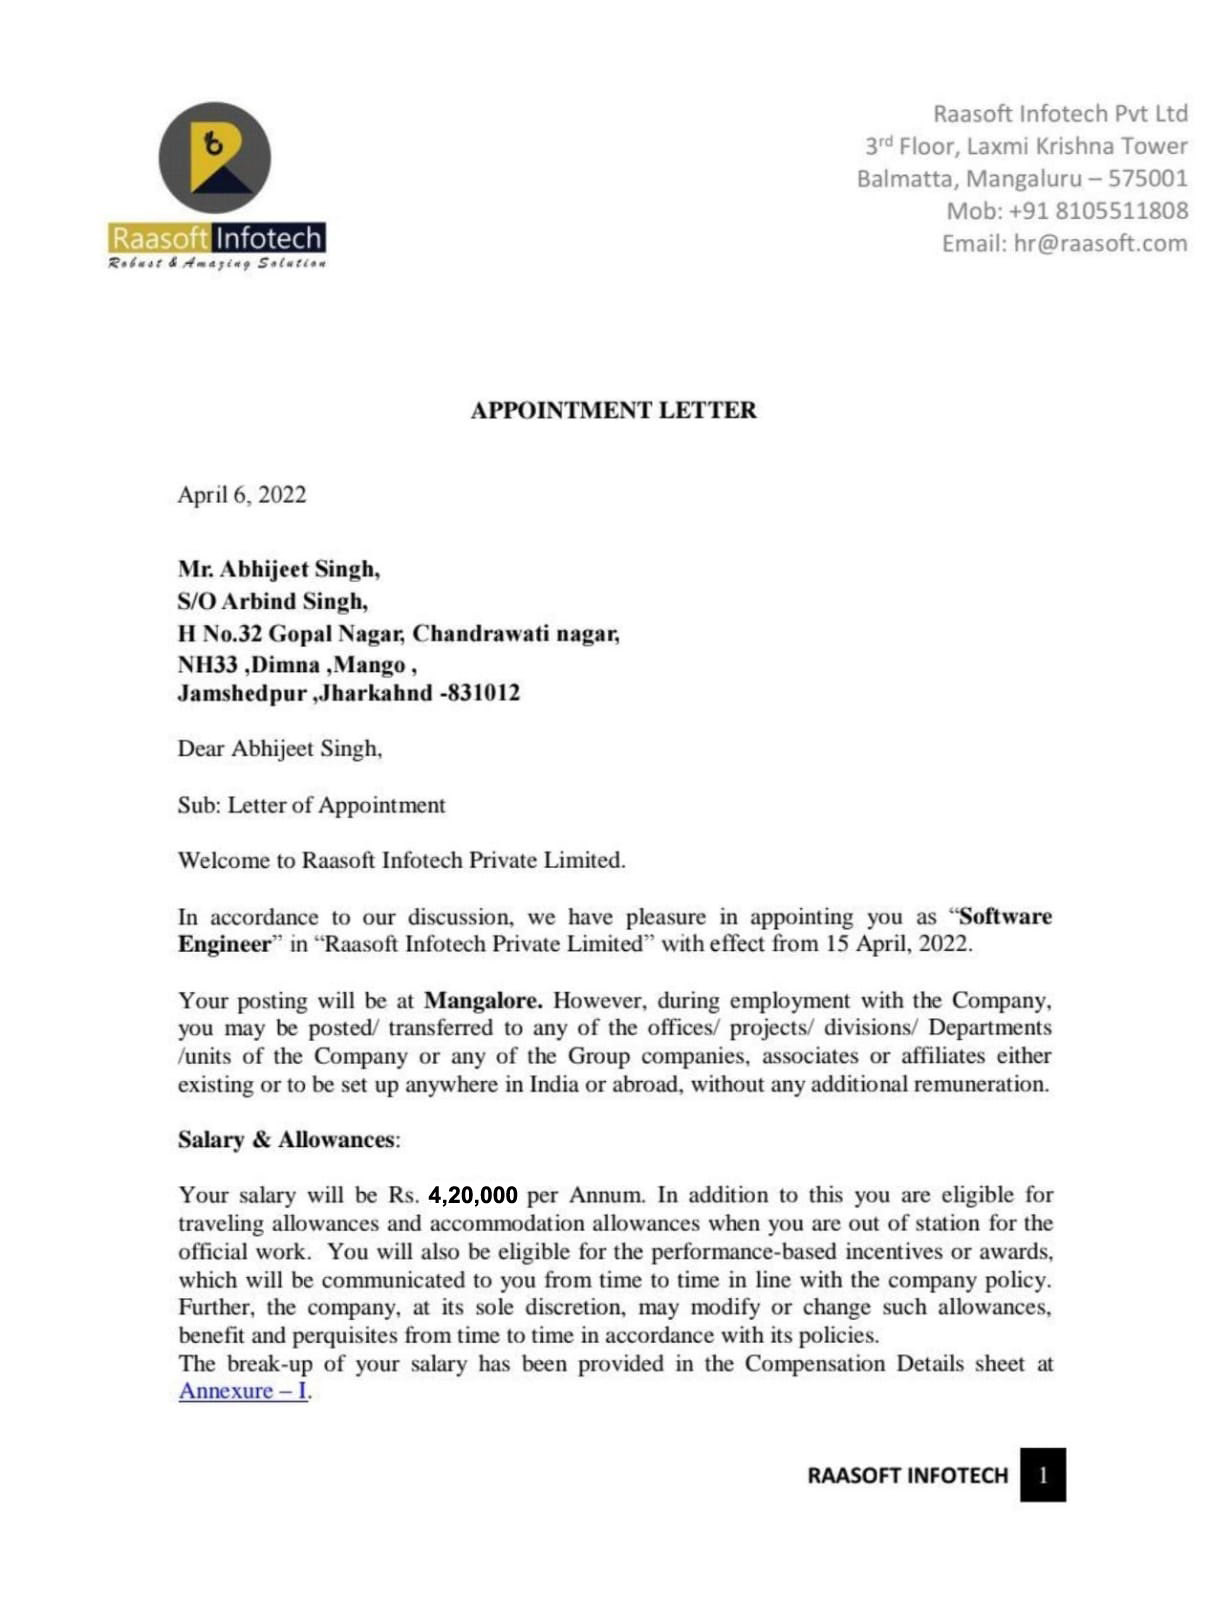 Raasoft Infotech
Robust & Amazing Solution
Raasoft Infotech Pvt Ltd
3rd Floor, Laxmi Krishna Tower
Balmatta, Mangaluru – 575001
Mob: +91 8105511808
Email: hr@raasoft.com
APPOINTMENT LETTER
April 6, 2022
Mr. Abhijeet Singh,
S/O Arbind Singh,
H No.32 Gopal Nagar, Chandrawati nagar,
NH33 ,Dimna ,Mango ,
Jamshedpur ,Jharkahnd -831012
Dear Abhijeet Singh,
Sub: Letter of Appointment
Welcome to Raasoft Infotech Private Limited.
In accordance to our discussion, we have pleasure in appointing you as “Software
Engineer” in “Raasoft Infotech Private Limited” with effect from 15 April, 2022.
Your posting will be at Mangalore. However, during employment with the Company,
you may be posted/ transferred to any of the offices/ projects/ divisions/ Departments
/units of the Company or any of the Group companies, associates or affiliates either
existing or to be set up anywhere in India or abroad, without any additional remuneration.
Salary & Allowances:
Your salary will be Rs. 4,20,000 per Annum. In addition to this you are eligible for
traveling allowances and accommodation allowances when you are out of station for the
official work. You will also be eligible for the performance-based incentives or awards,
which will be communicated to you from time to time in line with the company policy.
Further, the company, at its sole discretion, may modify or change such allowances,
benefit and perquisites from time to time in accordance with its policies.
The break-up of your salary has been provided in the Compensation Details sheet at
Annexure – I.
RAASOFT INFOTECH 1